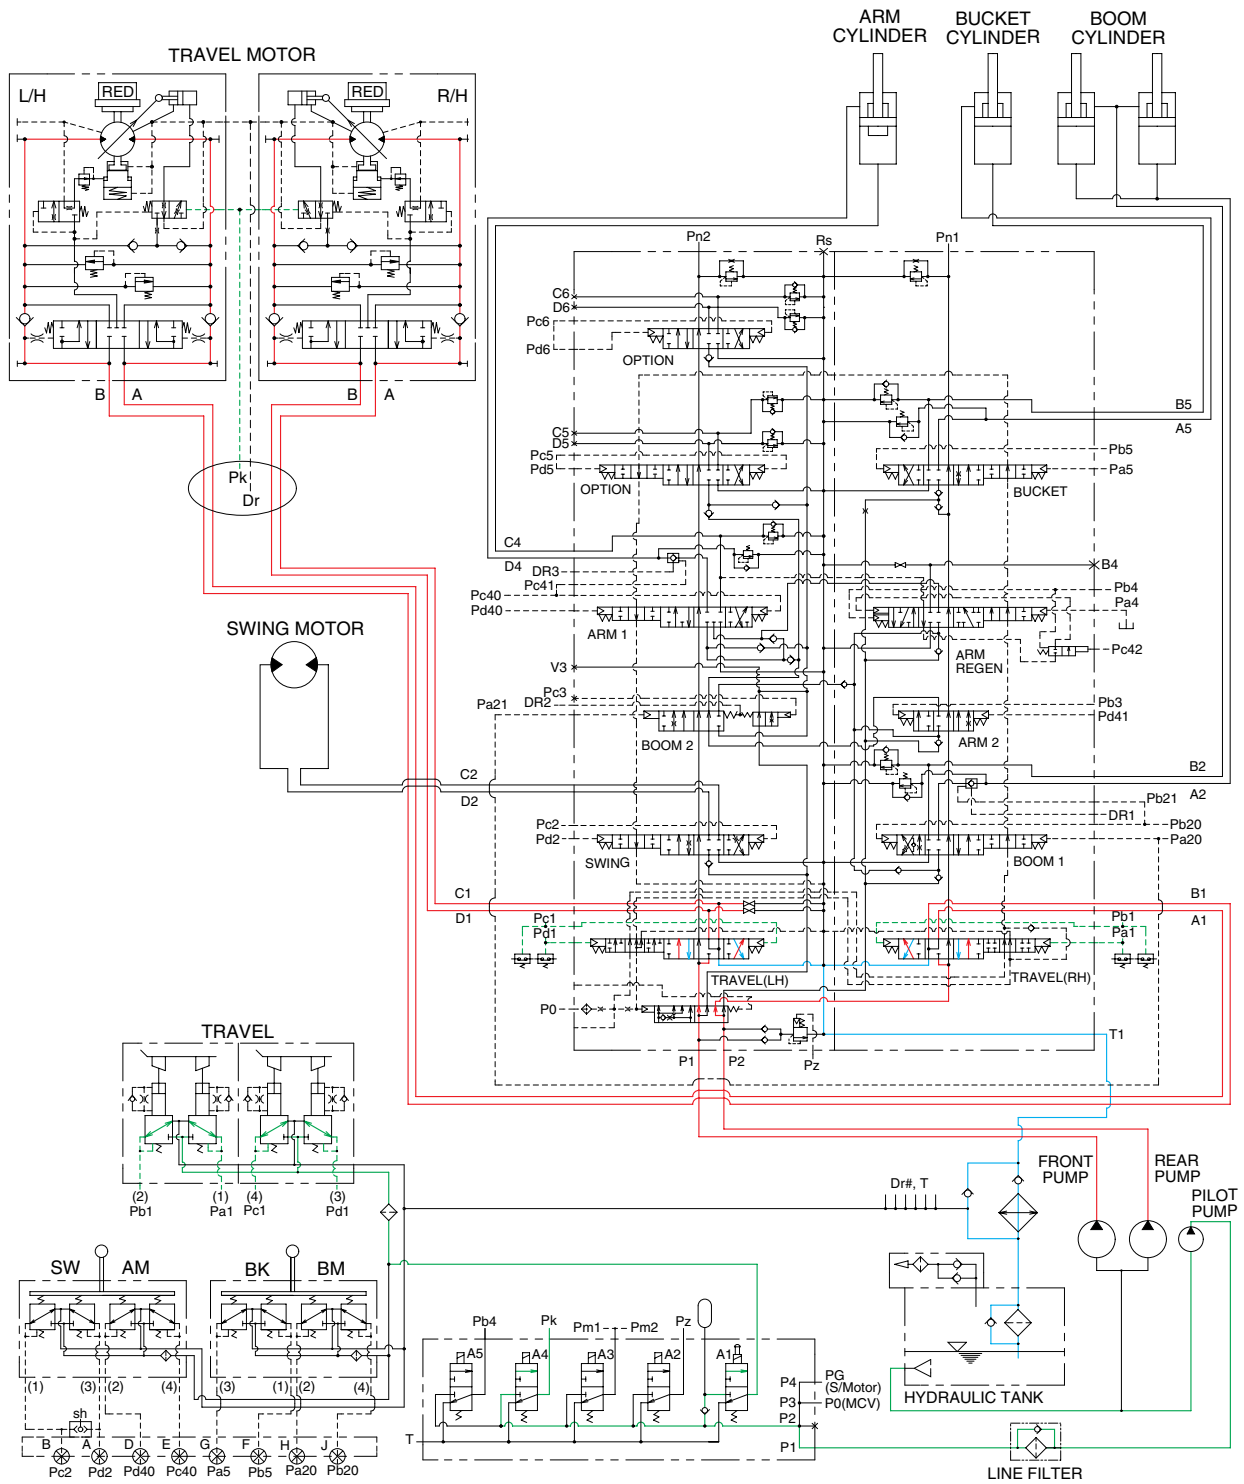 ARM
CYLINDER
BUCKET
CYLINDER
BOOM
CYLINDER
TRAVEL MOTOR
L/H
RED
RED
R/H
B
A
B
A
Pk
Dr
Pn2
Rs
Pn1
C6
D6
Pc6
Pd6
OPTION
C5
D5
Pc5
Pd5
OPTION
B5
A5
Pb5
Pa5
BUCKET
C4
D4
DR3
Pc41
Pc40
Pd40
ARM 1
B4
Pb4
Pa4
ARM
REGEN
Pc42
SWING MOTOR
V3
Pc3
DR2
Pa21
BOOM 2
Pb3
Pd41
ARM 2
C2
D2
B2
A2
Pb21
DR1
Pc2
Pd2
SWING
Pb20
Pa20
BOOM 1
C1
D1
B1
A1
Pc1
Pd1
Pb1
Pa1
TRAVEL(LH)
TRAVEL(RH)
P0
P1
P2
Pz
T1
TRAVEL
(2)
Pb1
(1)
Pa1
(4)
Pc1
(3)
Pd1
FRONT
PUMP
REAR
PUMP
PILOT
PUMP
Dr#, T
SW
AM
BK
BM
(1)
(3)
(2)
(4)
(3)
(1)
(2)
(4)
sh
B
A
D
E
G
F
H
J
Pc2
Pd2
Pd40
Pc40
Pa5
Pb5
Pa20
Pb20
Pb4
Pk
Pm1
Pm2
Pz
A5
A4
A3
A2
A1
T
P4
P3
P2
P1
PG
(S/Motor)
P0(MCV)
HYDRAULIC TANK
LINE FILTER